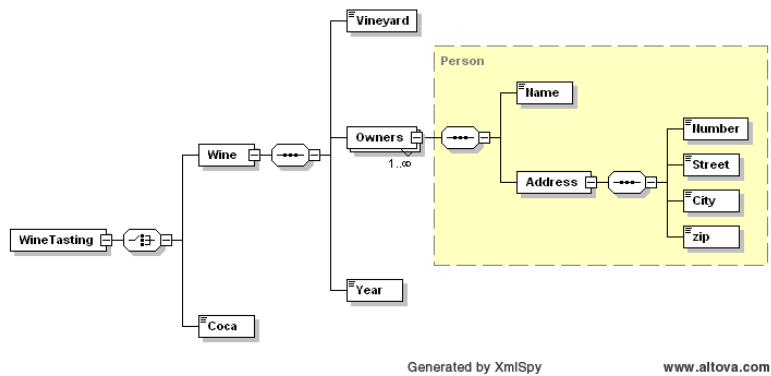 Vineyard
Person
Name
Number
Owners
1..∞
Wine
Street
Address
City
WineTasting
zip
Year
Coca
Generated by XmlSpy
www.altova.com